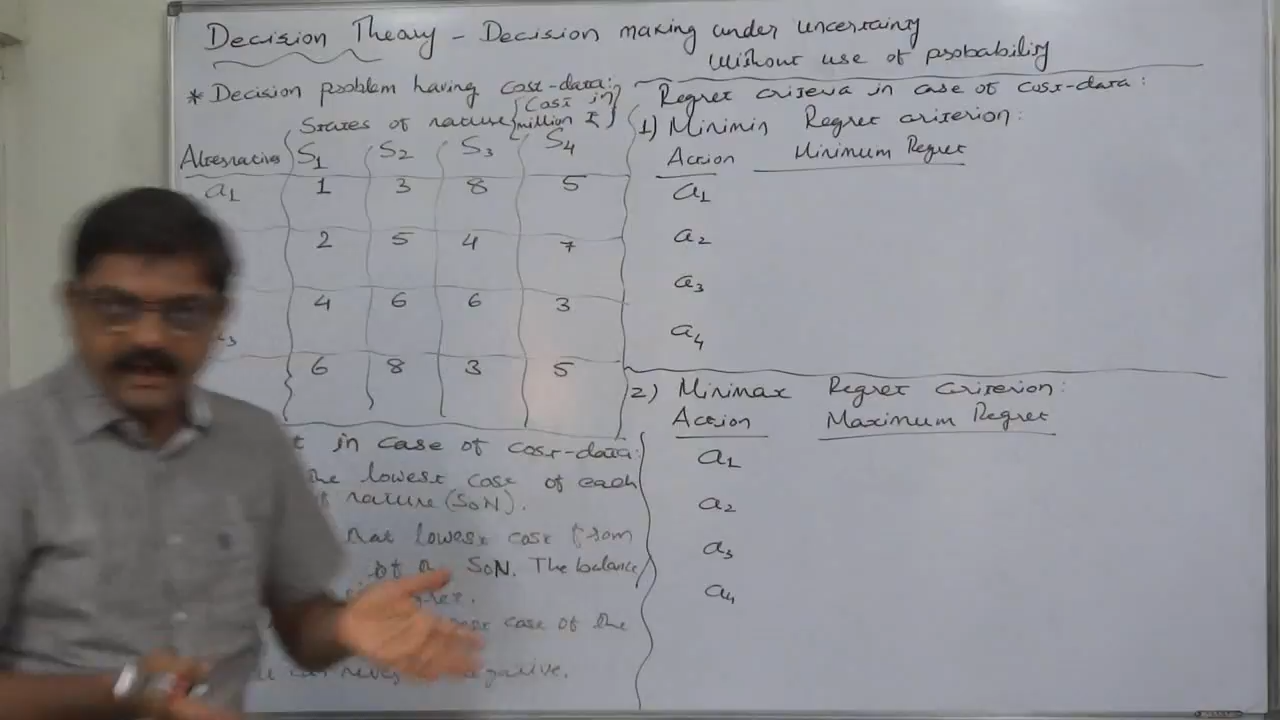 Decision Theory - Decision making under uncertainty
Without use of probability
* Decision problem having cost-data:
States of nature {Cost in million ₹}
Alternatives S1 S2 S3 S4
a1 1 3 8 5
2 5 4 7
4 6 6 3
3
6 8 3 5
in case of cost-data:
the lowest cost of each
nature (SoN).
that lowest cost from
of a SoN. The balance
case of the
negative.
Regret criteria in case of cost-data:
1) Minimin Regret criterion:
Action Minimum Regret
a1
a2
a3
a4
2) Minimax Regret criterion:
Action Maximum Regret
a1
a2
a3
a4